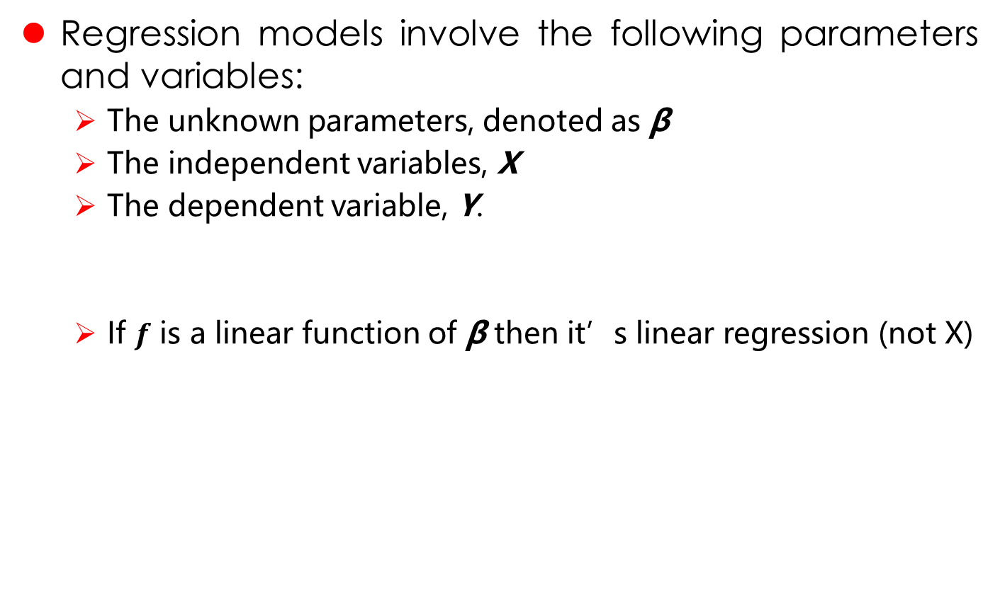 Regression models involve the following parameters
and variables:
The unknown parameters, denoted as β
The independent variables, X
The dependent variable, Y.
If f is a linear function of β then it’s linear regression (not X)